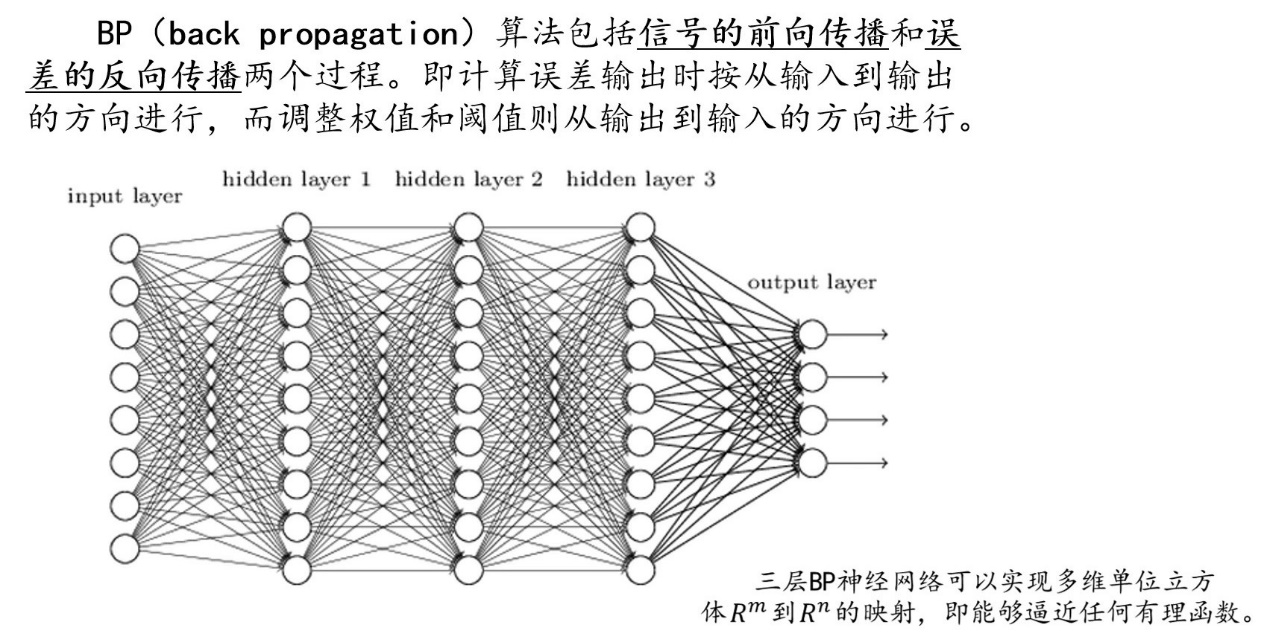 BP（back propagation）算法包括信号的前向传播和误
差的反向传播两个过程。即计算误差输出时按从输入到输出
的方向进行，而调整权值和阈值则从输出到输入的方向进行。
input layer
hidden layer 1
hidden layer 2
hidden layer 3
output layer
三层BP神经网络可以实现多维单位立方
体Rᵐ到Rⁿ的映射，即能够逼近任何有理函数。